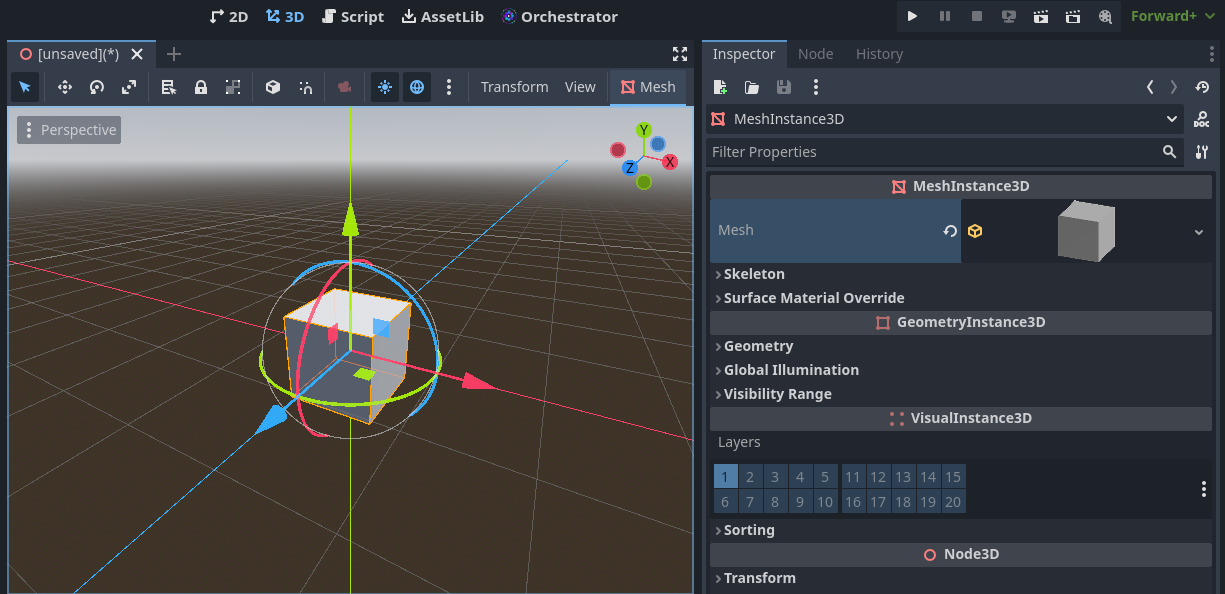 2D 3D Script AssetLib Orchestrator Forward+
[unsaved](*) Inspector Node History
Transform View Mesh
MeshInstance3D
DOC
Perspective
Filter Properties
Y
X
Z
MeshInstance3D
Mesh
Skeleton
Surface Material Override
GeometryInstance3D
Geometry
Global Illumination
Visibility Range
VisualInstance3D
Layers
1 2 3 4 5 11 12 13 14 15
6 7 8 9 10 16 17 18 19 20
Sorting
Node3D
Transform